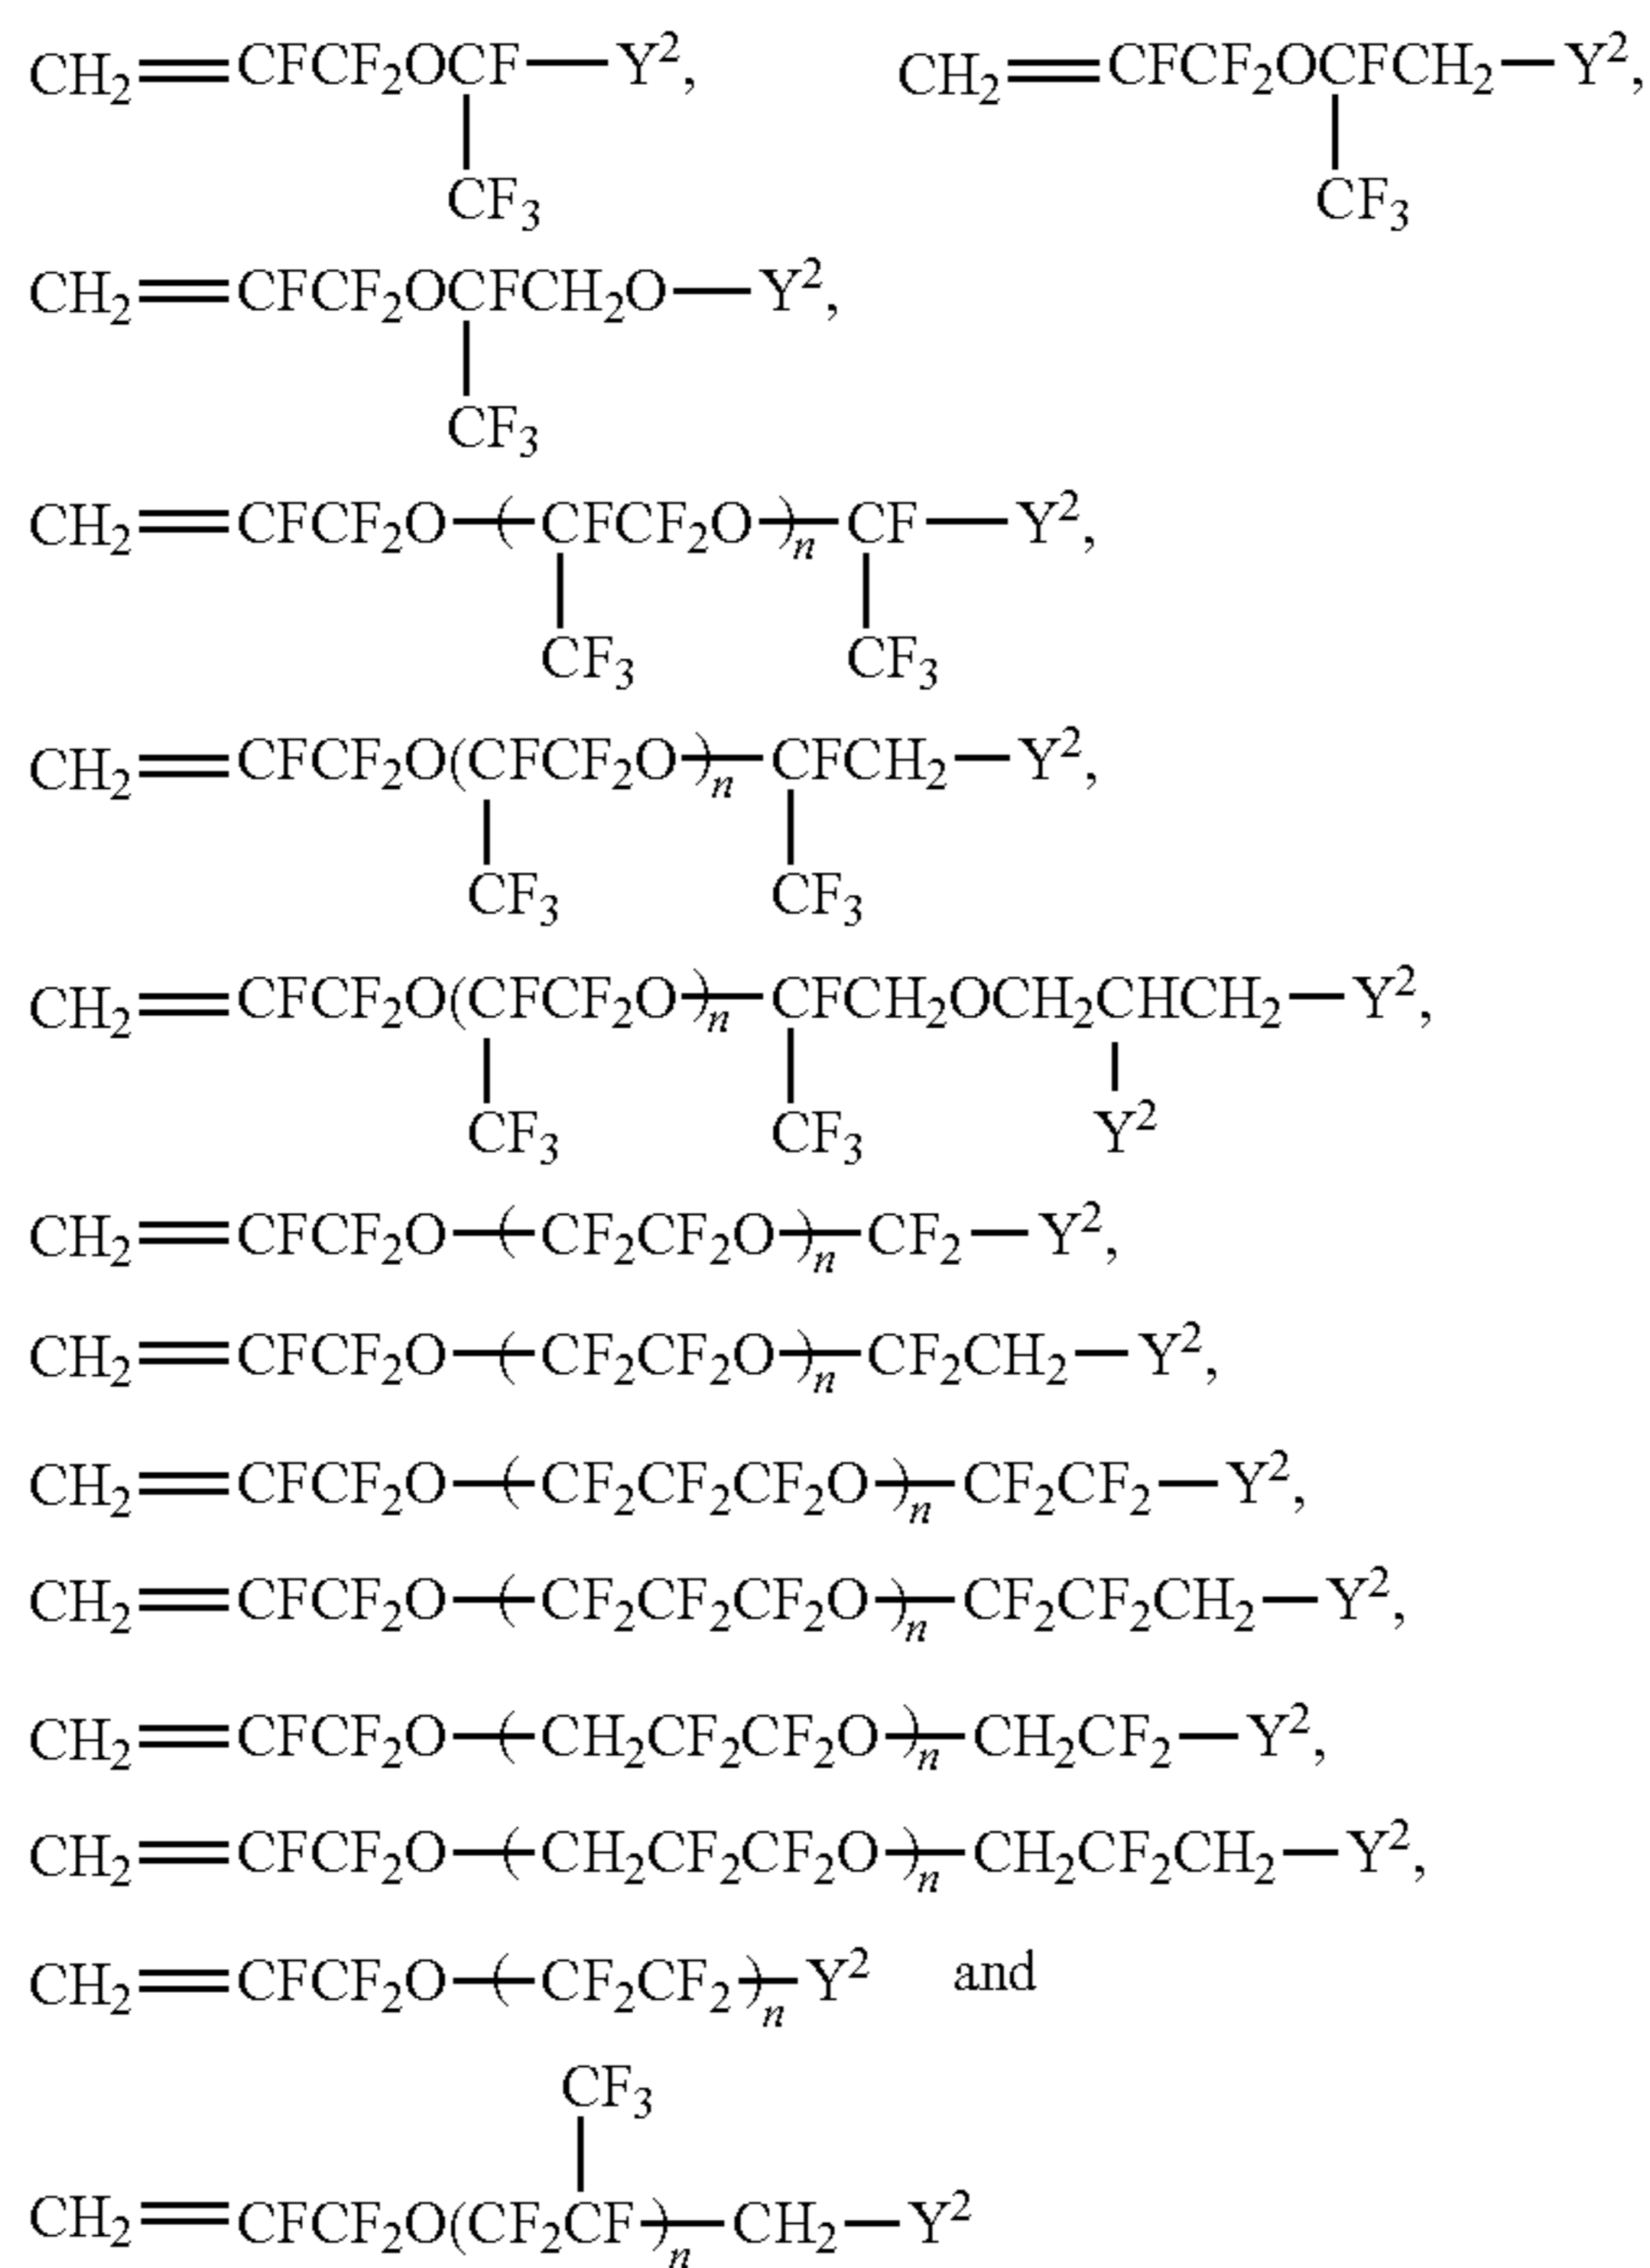 CH₂=CFCF₂OCF—Y², CH₂=CFCF₂OCFCH₂—Y²,
CF₃ CF₃
CH₂=CFCF₂OCFCH₂O—Y²,
CF₃
CH₂=CFCF₂O—(CFCF₂O)ₙ—CF—Y²,
CF₃ CF₃
CH₂=CFCF₂O(CFCF₂O)ₙ—CFCH₂—Y²,
CF₃ CF₃
CH₂=CFCF₂O(CFCF₂O)ₙ—CFCH₂OCH₂CHCH₂—Y²,
CF₃ CF₃ Y²
CH₂=CFCF₂O—(CF₂CF₂O)ₙ—CF₂—Y²,
CH₂=CFCF₂O—(CF₂CF₂O)ₙ—CF₂CH₂—Y²,
CH₂=CFCF₂O—(CF₂CF₂CF₂O)ₙ—CF₂CF₂—Y²,
CH₂=CFCF₂O—(CF₂CF₂CF₂O)ₙ—CF₂CF₂CH₂—Y²,
CH₂=CFCF₂O—(CH₂CF₂CF₂O)ₙ—CH₂CF₂—Y²,
CH₂=CFCF₂O—(CH₂CF₂CF₂O)ₙ—CH₂CF₂CH₂—Y²,
CH₂=CFCF₂O—(CF₂CF₂)ₙ—Y² and
CF₃
CH₂=CFCF₂O(CF₂CF)ₙ—CH₂—Y²